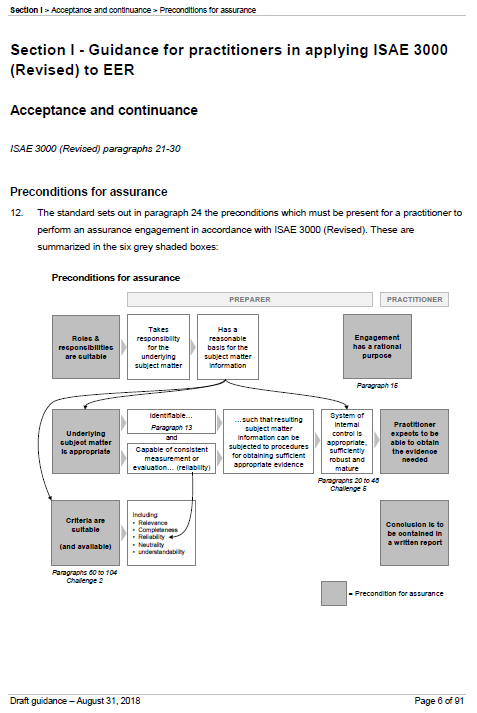 Section I > Acceptance and continuance > Preconditions for assurance
Section I - Guidance for practitioners in applying ISAE 3000
(Revised) to EER
Acceptance and continuance
ISAE 3000 (Revised) paragraphs 21-30
Preconditions for assurance
12. The standard sets out in paragraph 24 the preconditions which must be present for a practitioner to
perform an assurance engagement in accordance with ISAE 3000 (Revised). These are
summarized in the six grey shaded boxes:
Preconditions for assurance
PREPARER
PRACTITIONER
Roles &
responsibilities
are suitable
Takes
responsibility
for the
underlying
subject matter
Has a
reasonable
basis for the
subject matter
information
Engagement
has a rational
purpose
Paragraph 15
Underlying
subject matter
is appropriate
Identifiable...
Paragraph 13
and
Capable of consistent
measurement or
evaluation... (reliability)
...such that resulting
subject matter
information can be
subjected to procedures
for obtaining sufficient
appropriate evidence
System of
internal
control is
appropriate,
sufficiently
robust and
mature
Paragraphs 20 to 46
Challenge 5
Practitioner
expects to be
able to obtain
the evidence
needed
Criteria are
suitable
(and available)
Paragraphs 60 to 104
Challenge 2
Including:
• Relevance
• Completeness
• Reliability
• Neutrality
• understandability
Conclusion is to
be contained in
a written report
= Precondition for assurance
Draft guidance – August 31, 2018
Page 6 of 91